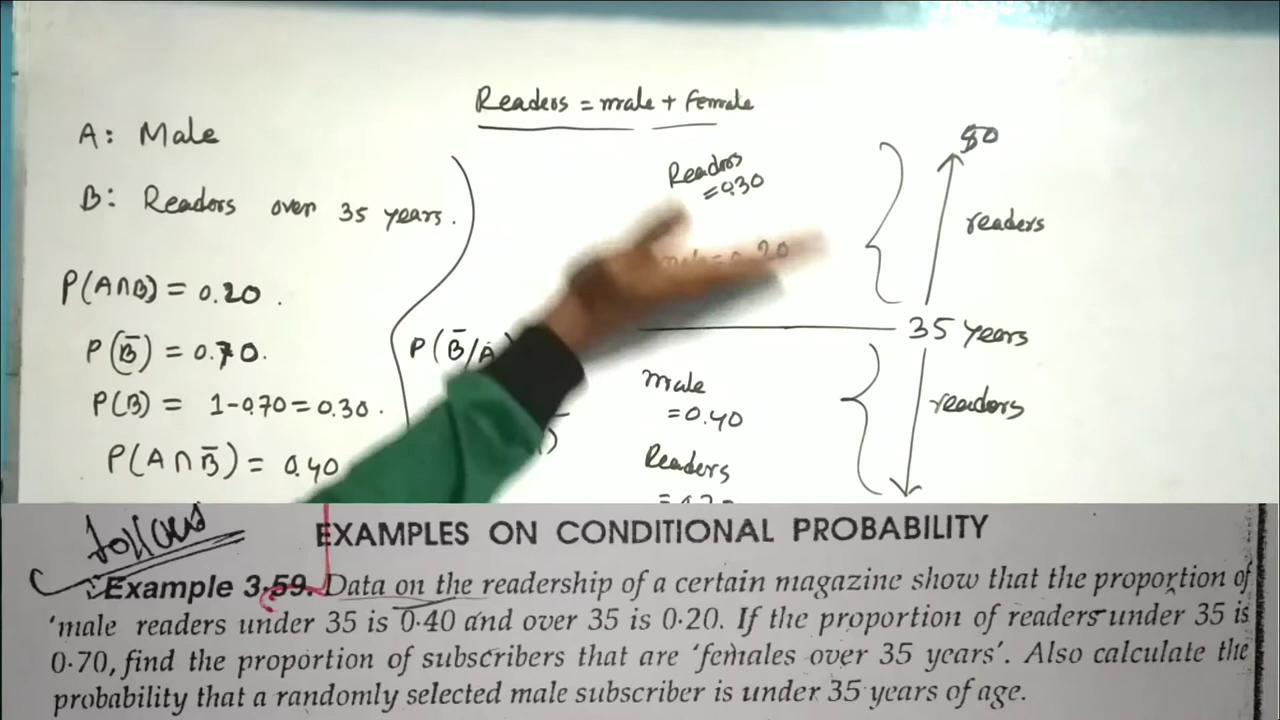 Readers = male + Female
A: Male
B: Readers over 35 years.
P(A∩B) = 0.20.
P(B̄) = 0.70.
P(B) = 1-0.70=0.30.
P(A∩B̄) = 0.40
P(B̄/A)
Readers
=0.30
male=0.20
80
readers
35 years
male
=0.40
readers
Readers
EXAMPLES ON CONDITIONAL PROBABILITY
Example 3·59. Data on the readership of a certain magazine show that the proportion of
'male readers under 35 is 0·40 and over 35 is 0·20. If the proportion of readers under 35 is
0·70, find the proportion of subscribers that are 'females over 35 years'. Also calculate the
probability that a randomly selected male subscriber is under 35 years of age.